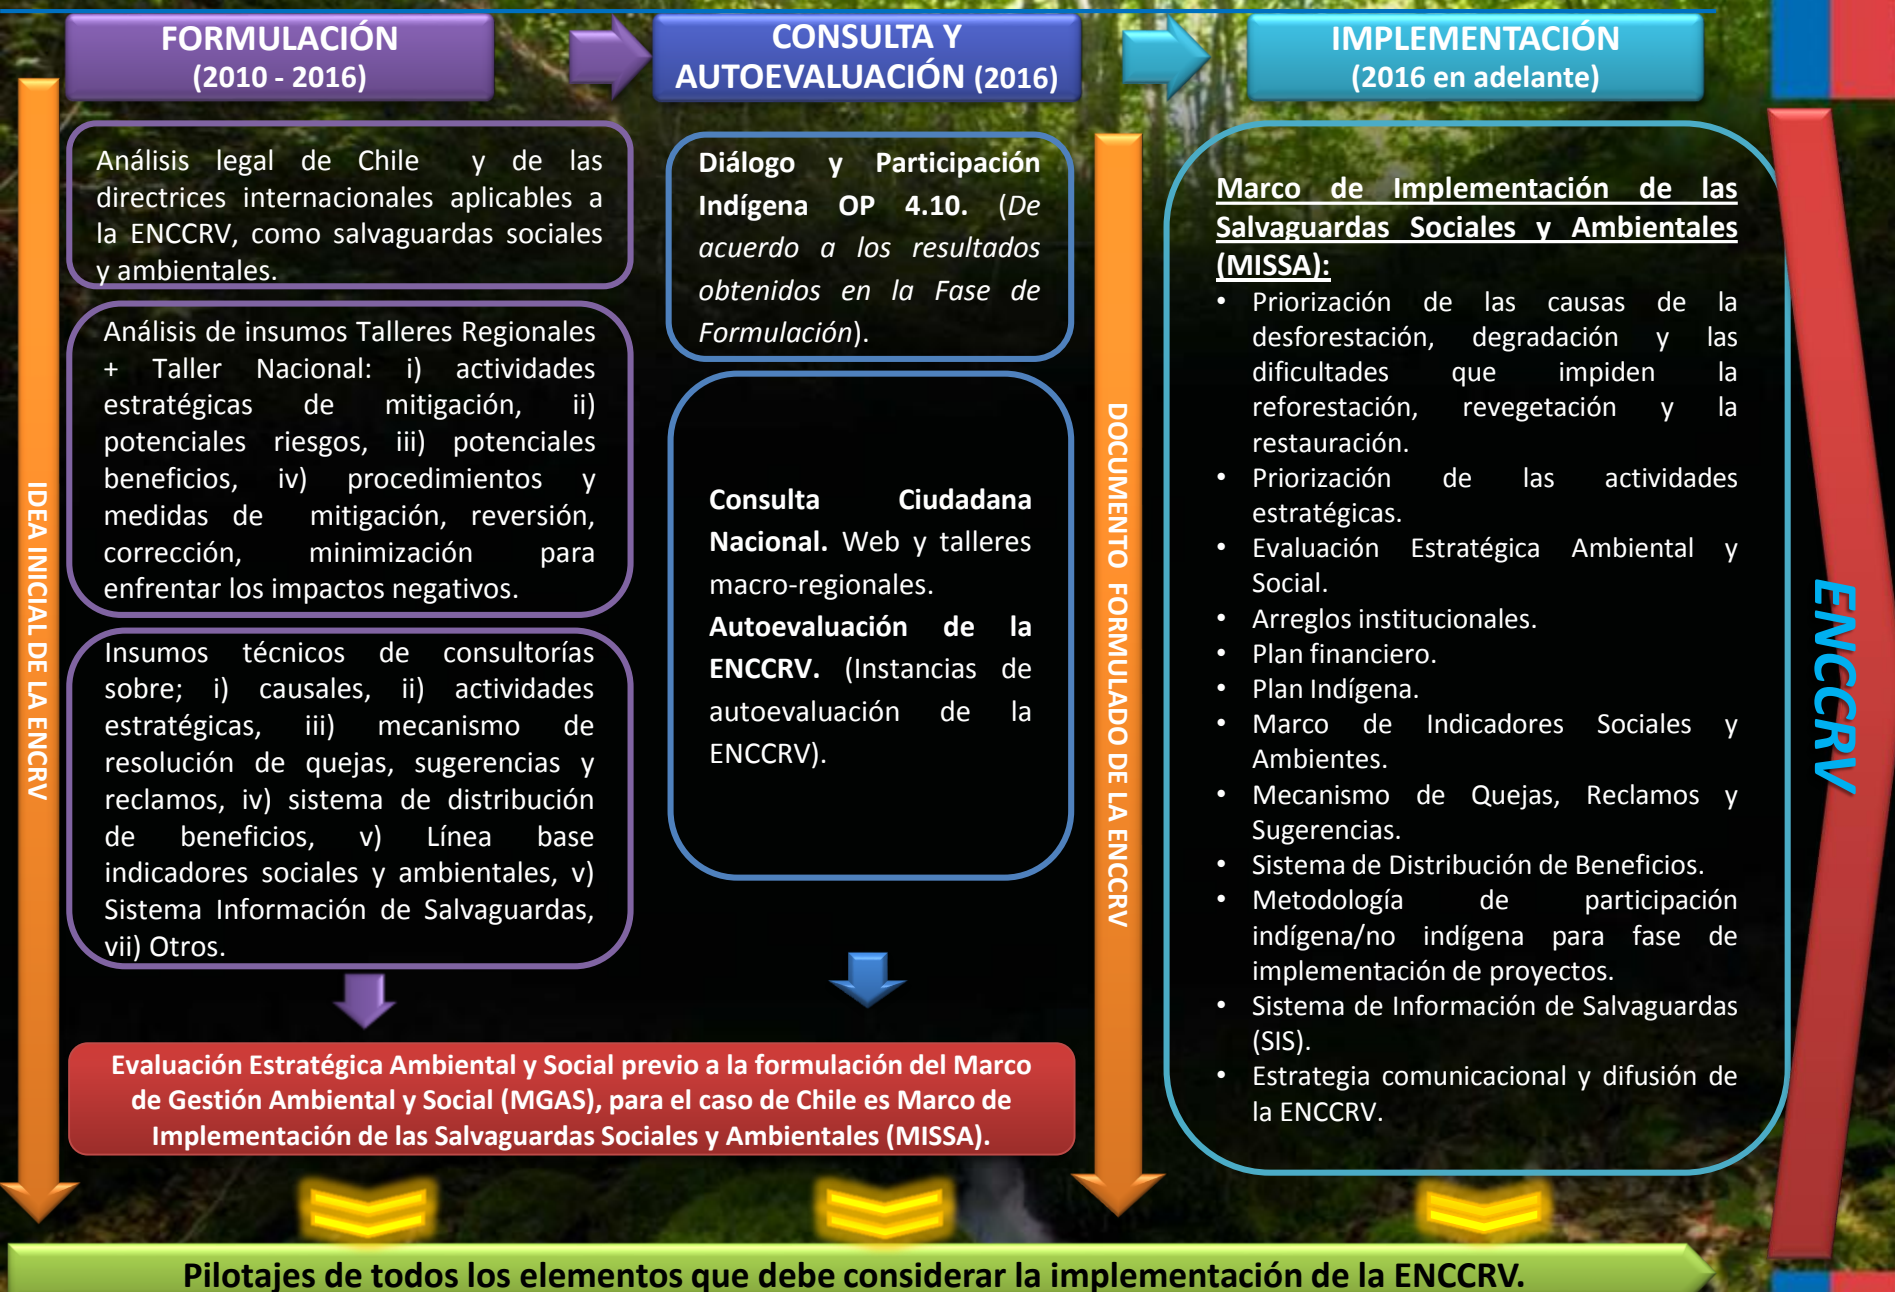 FORMULACIÓN
(2010 - 2016)
CONSULTA Y
AUTOEVALUACIÓN (2016)
IMPLEMENTACIÓN
(2016 en adelante)
IDEA INICIAL DE LA ENCRV
Análisis legal de Chile y de las
directrices internacionales aplicables a
la ENCCRV, como salvaguardas sociales
y ambientales.
Análisis de insumos Talleres Regionales
+ Taller Nacional: i) actividades
estratégicas de mitigación, ii)
potenciales riesgos, iii) potenciales
beneficios, iv) procedimientos y
medidas de mitigación, reversión,
corrección, minimización para
enfrentar los impactos negativos.
Insumos técnicos de consultorías
sobre; i) causales, ii) actividades
estratégicas, iii) mecanismo de
resolución de quejas, sugerencias y
reclamos, iv) sistema de distribución
de beneficios, v) Línea base
indicadores sociales y ambientales, v)
Sistema Información de Salvaguardas,
vii) Otros.
Diálogo y Participación
Indígena OP 4.10. (De
acuerdo a los resultados
obtenidos en la Fase de
Formulación).
Consulta Ciudadana
Nacional. Web y talleres
macro-regionales.
Autoevaluación de la
ENCCRV. (Instancias de
autoevaluación de la
ENCCRV).
Evaluación Estratégica Ambiental y Social previo a la formulación del Marco
de Gestión Ambiental y Social (MGAS), para el caso de Chile es Marco de
Implementación de las Salvaguardas Sociales y Ambientales (MISSA).
DOCUMENTO FORMULADO DE LA ENCCRV
Marco de Implementación de las
Salvaguardas Sociales y Ambientales
(MISSA):
• Priorización de las causas de la
desforestación, degradación y las
dificultades que impiden la
reforestación, revegetación y la
restauración.
• Priorización de las actividades
estratégicas.
• Evaluación Estratégica Ambiental y
Social.
• Arreglos institucionales.
• Plan financiero.
• Plan Indígena.
• Marco de Indicadores Sociales y
Ambientes.
• Mecanismo de Quejas, Reclamos y
Sugerencias.
• Sistema de Distribución de Beneficios.
• Metodología de participación
indígena/no indígena para fase de
implementación de proyectos.
• Sistema de Información de Salvaguardas
(SIS).
• Estrategia comunicacional y difusión de
la ENCCRV.
ENCCRV
Pilotajes de todos los elementos que debe considerar la implementación de la ENCCRV.